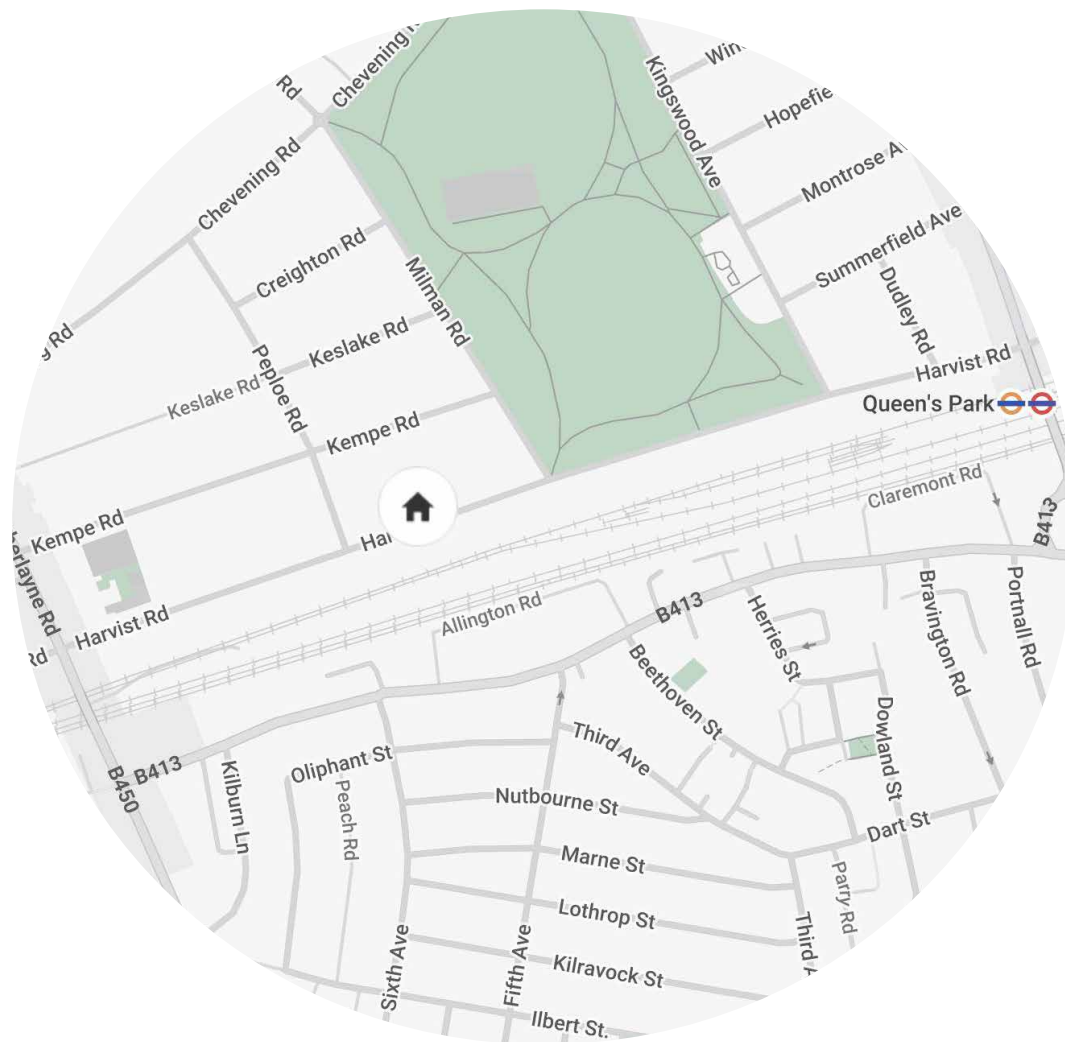 Chevening R
Rd
Kingswood Ave
Win
Hopefie
Chevening Rd
Montrose A
Creighton Rd
Summerfield Ave
Milman Rd
Dudley Rd
g Rd
Keslake Rd
Peploe Rd
Harvist Rd
Keslake Rd
Queen's Park
Kempe Rd
Claremont Rd
B413
Kempe Rd
Ha
erlayne Rd
Harvist Rd
Rd
Allington Rd
B413
Herries St
Bravington Rd
Portnall Rd
Beethoven St
Dowland St
Third Ave
B413
B450
Kilburn Ln
Oliphant St
Peach Rd
Nutbourne St
Dart St
Marne St
Parry Rd
Lothrop St
Third A
Sixth Ave
Fifth Ave
Kilravock St
Ilbert St.